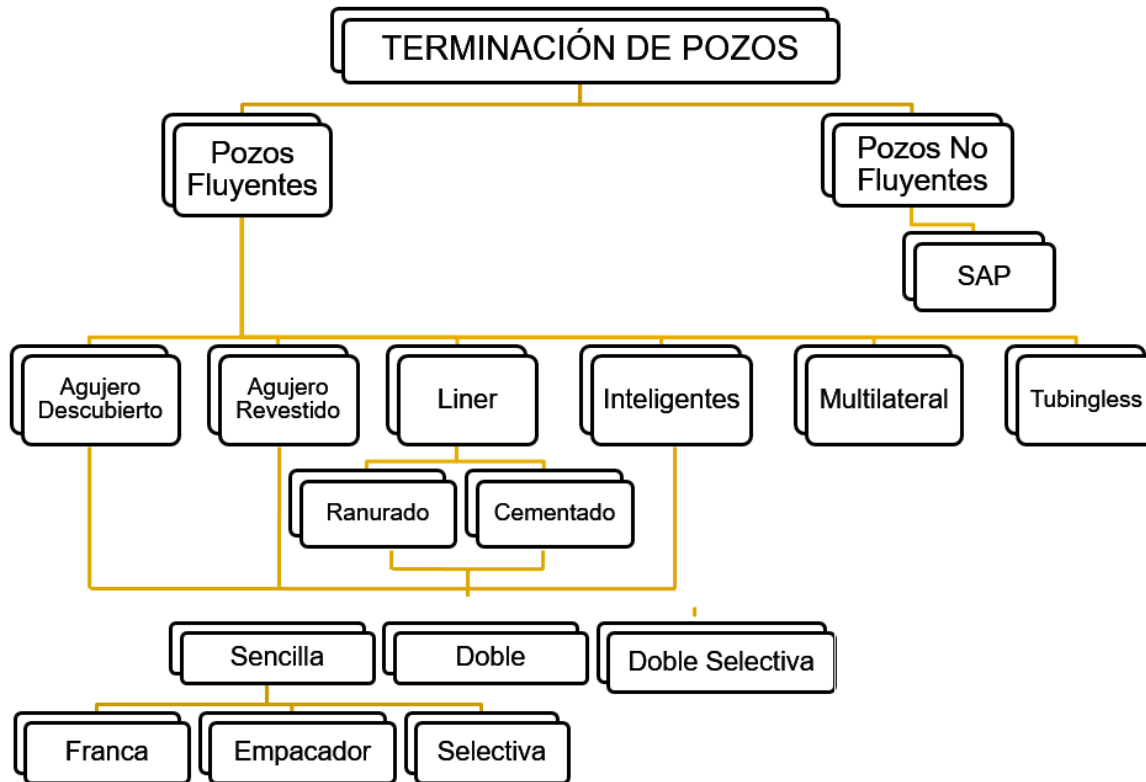 TERMINACIÓN DE POZOS
Pozos
Fluyentes
Pozos No
Fluyentes
SAP
Agujero
Descubierto
Agujero
Revestido
Liner
Inteligentes
Multilateral
Tubingless
Ranurado
Cementado
Sencilla
Doble
Doble Selectiva
Franca
Empacador
Selectiva